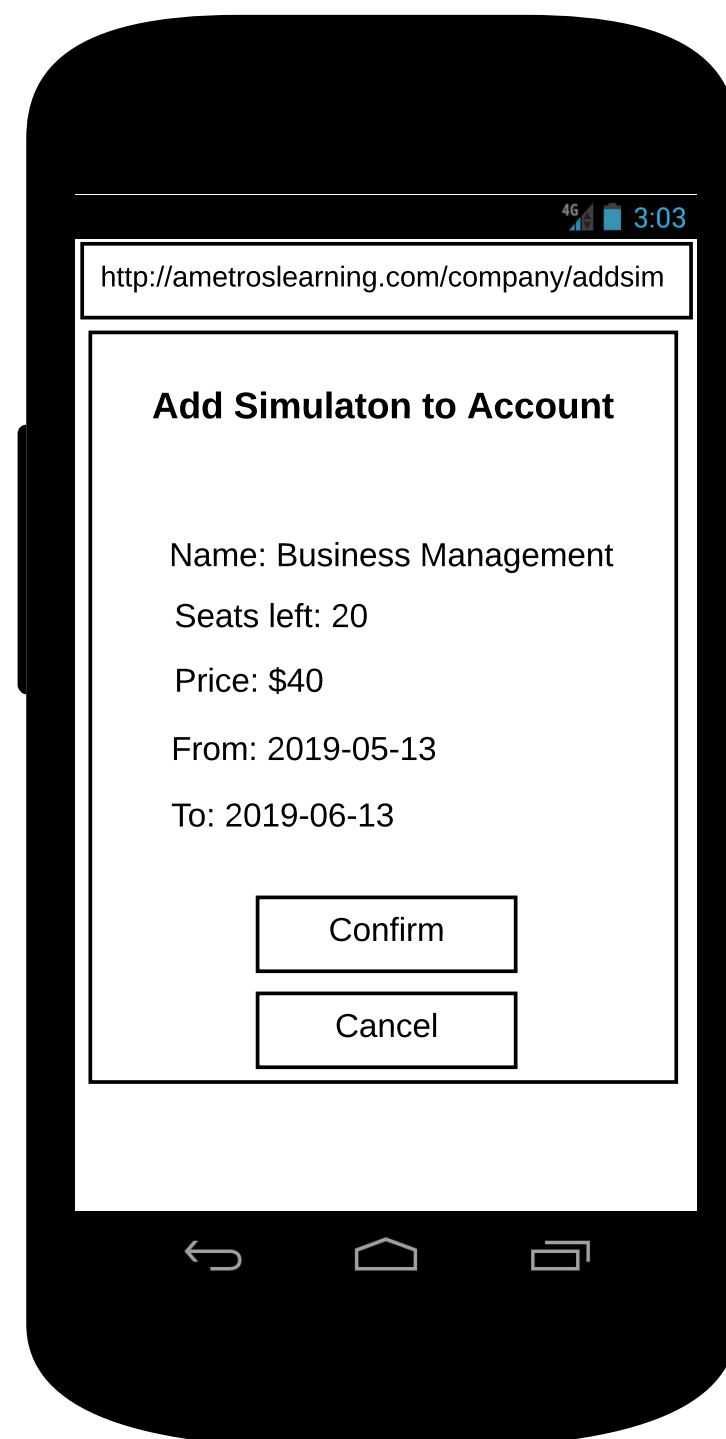 4G 3:03
http://ametroslearning.com/company/addsim
Add Simulaton to Account
Name: Business Management
Seats left: 20
Price: $40
From: 2019-05-13
To: 2019-06-13
Confirm
Cancel